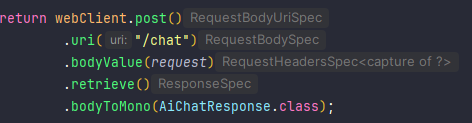 return webClient.post() RequestBodyUriSpec
.uri( uri: "/chat") RequestBodySpec
.bodyValue(request) RequestHeadersSpec<capture of ?>
.retrieve() ResponseSpec
.bodyToMono(AiChatResponse.class);